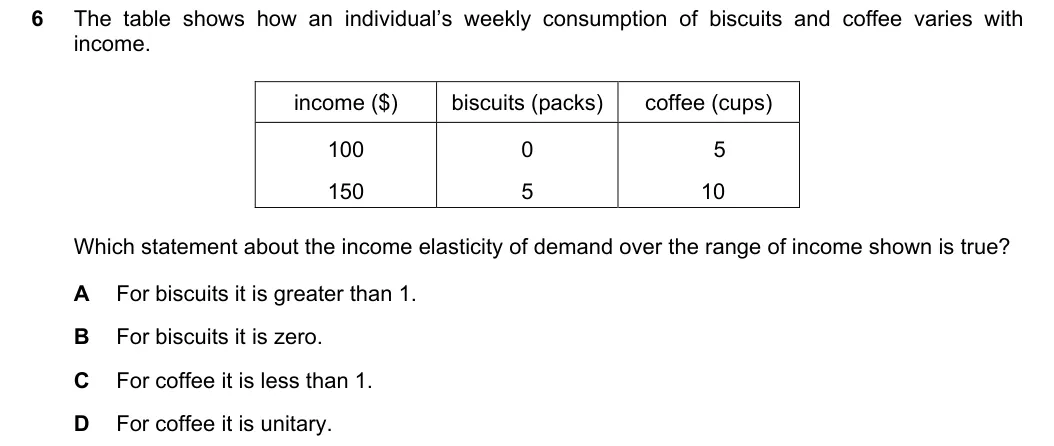 6 The table shows how an individual's weekly consumption of biscuits and coffee varies with
income.
income ($) biscuits (packs) coffee (cups)
100 0 5
150 5 10
Which statement about the income elasticity of demand over the range of income shown is true?
A For biscuits it is greater than 1.
B For biscuits it is zero.
C For coffee it is less than 1.
D For coffee it is unitary.